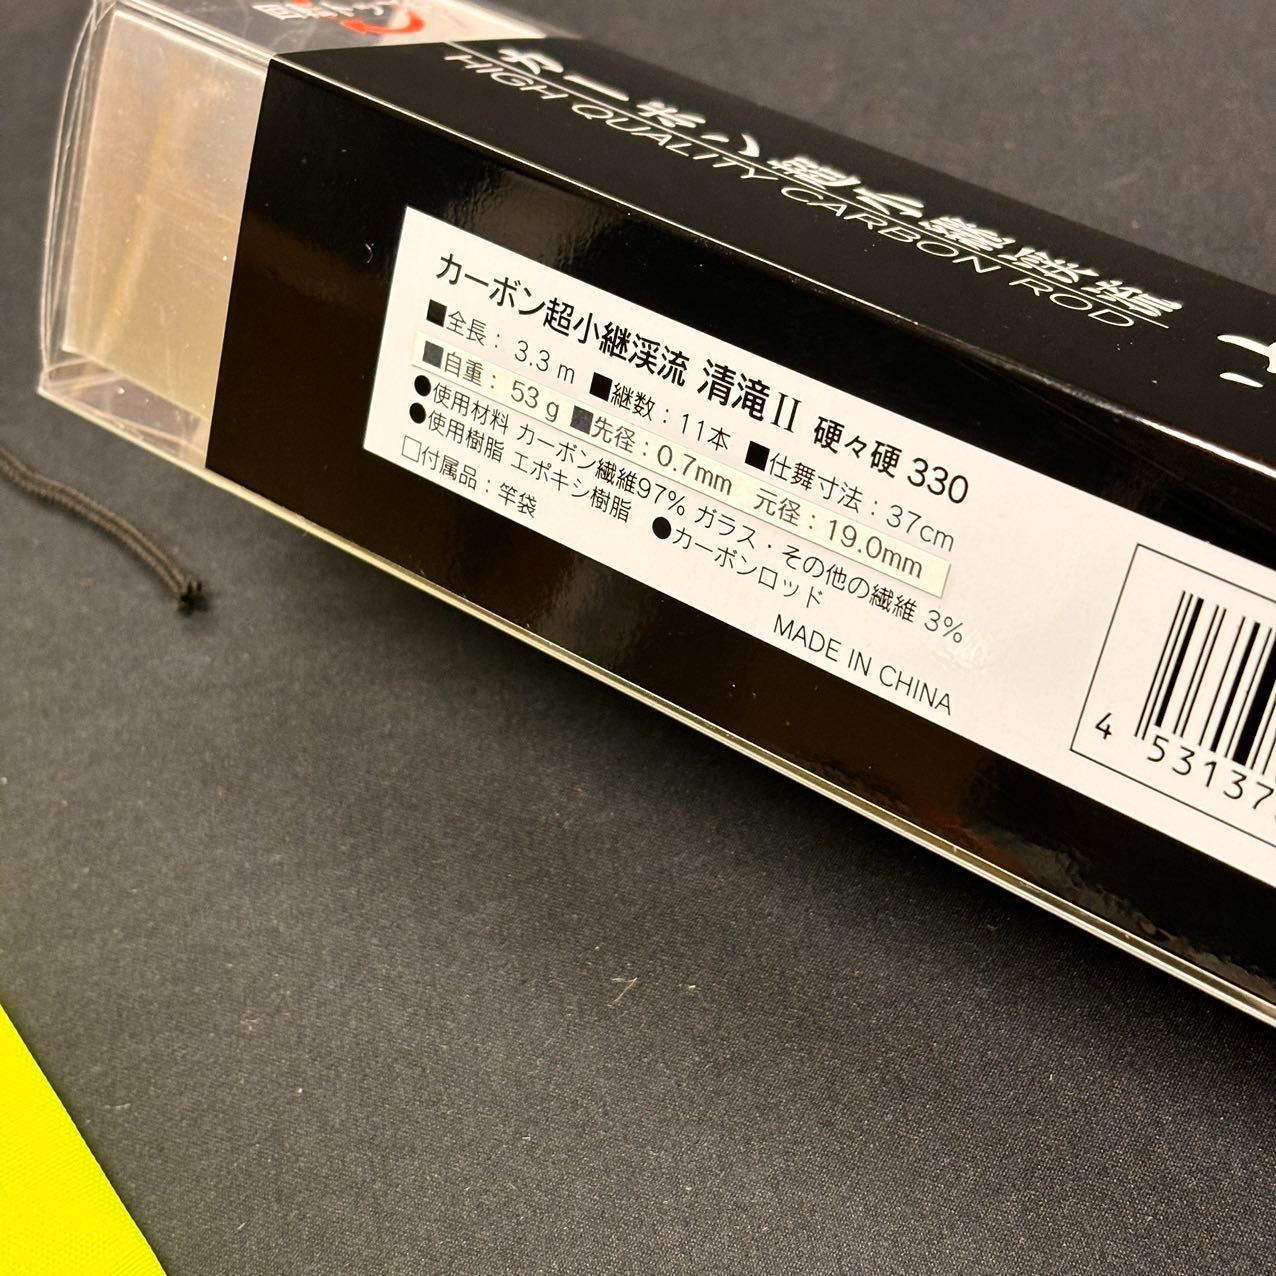 HIGH QUALITY CARBON ROD
カーボン超小継渓流 清滝II 硬々硬 330
■全長：3.3m ■継数：11本 ■仕舞寸法：37cm
■自重：53g ■先径：0.7mm 元径：19.0mm
●使用材料 カーボン繊維97% ガラス・その他の繊維 3%
●使用樹脂 エポキシ樹脂 ●カーボンロッド
□付属品：竿袋
MADE IN CHINA
4 53137